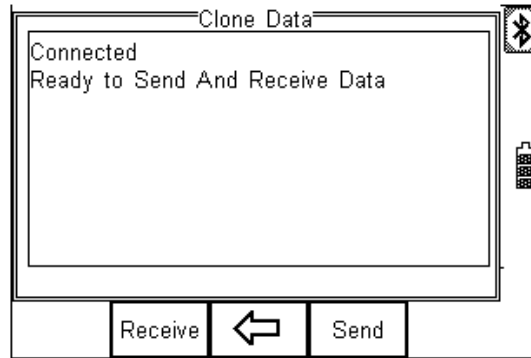 Clone Data
Connected
Ready to Send And Receive Data
Receive
Send